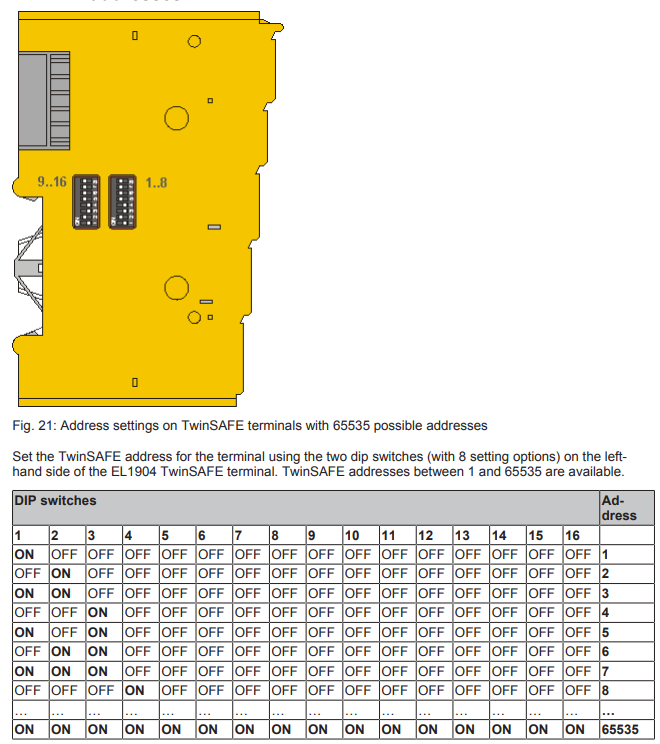 9..16
1..8
Fig. 21: Address settings on TwinSAFE terminals with 65535 possible addresses
Set the TwinSAFE address for the terminal using the two dip switches (with 8 setting options) on the left-
hand side of the EL1904 TwinSAFE terminal. TwinSAFE addresses between 1 and 65535 are available.
DIP switches Ad-
dress
1 2 3 4 5 6 7 8 9 10 11 12 13 14 15 16
ON OFF OFF OFF OFF OFF OFF OFF OFF OFF OFF OFF OFF OFF OFF OFF 1
OFF ON OFF OFF OFF OFF OFF OFF OFF OFF OFF OFF OFF OFF OFF OFF 2
ON ON OFF OFF OFF OFF OFF OFF OFF OFF OFF OFF OFF OFF OFF OFF 3
OFF OFF ON OFF OFF OFF OFF OFF OFF OFF OFF OFF OFF OFF OFF OFF 4
ON OFF ON OFF OFF OFF OFF OFF OFF OFF OFF OFF OFF OFF OFF OFF 5
OFF ON ON OFF OFF OFF OFF OFF OFF OFF OFF OFF OFF OFF OFF OFF 6
ON ON ON OFF OFF OFF OFF OFF OFF OFF OFF OFF OFF OFF OFF OFF 7
OFF OFF OFF ON OFF OFF OFF OFF OFF OFF OFF OFF OFF OFF OFF OFF 8
... ... ... ... ... ... ... ... ... ... ... ... ... ... ... ... ...
ON ON ON ON ON ON ON ON ON ON ON ON ON ON ON ON 65535